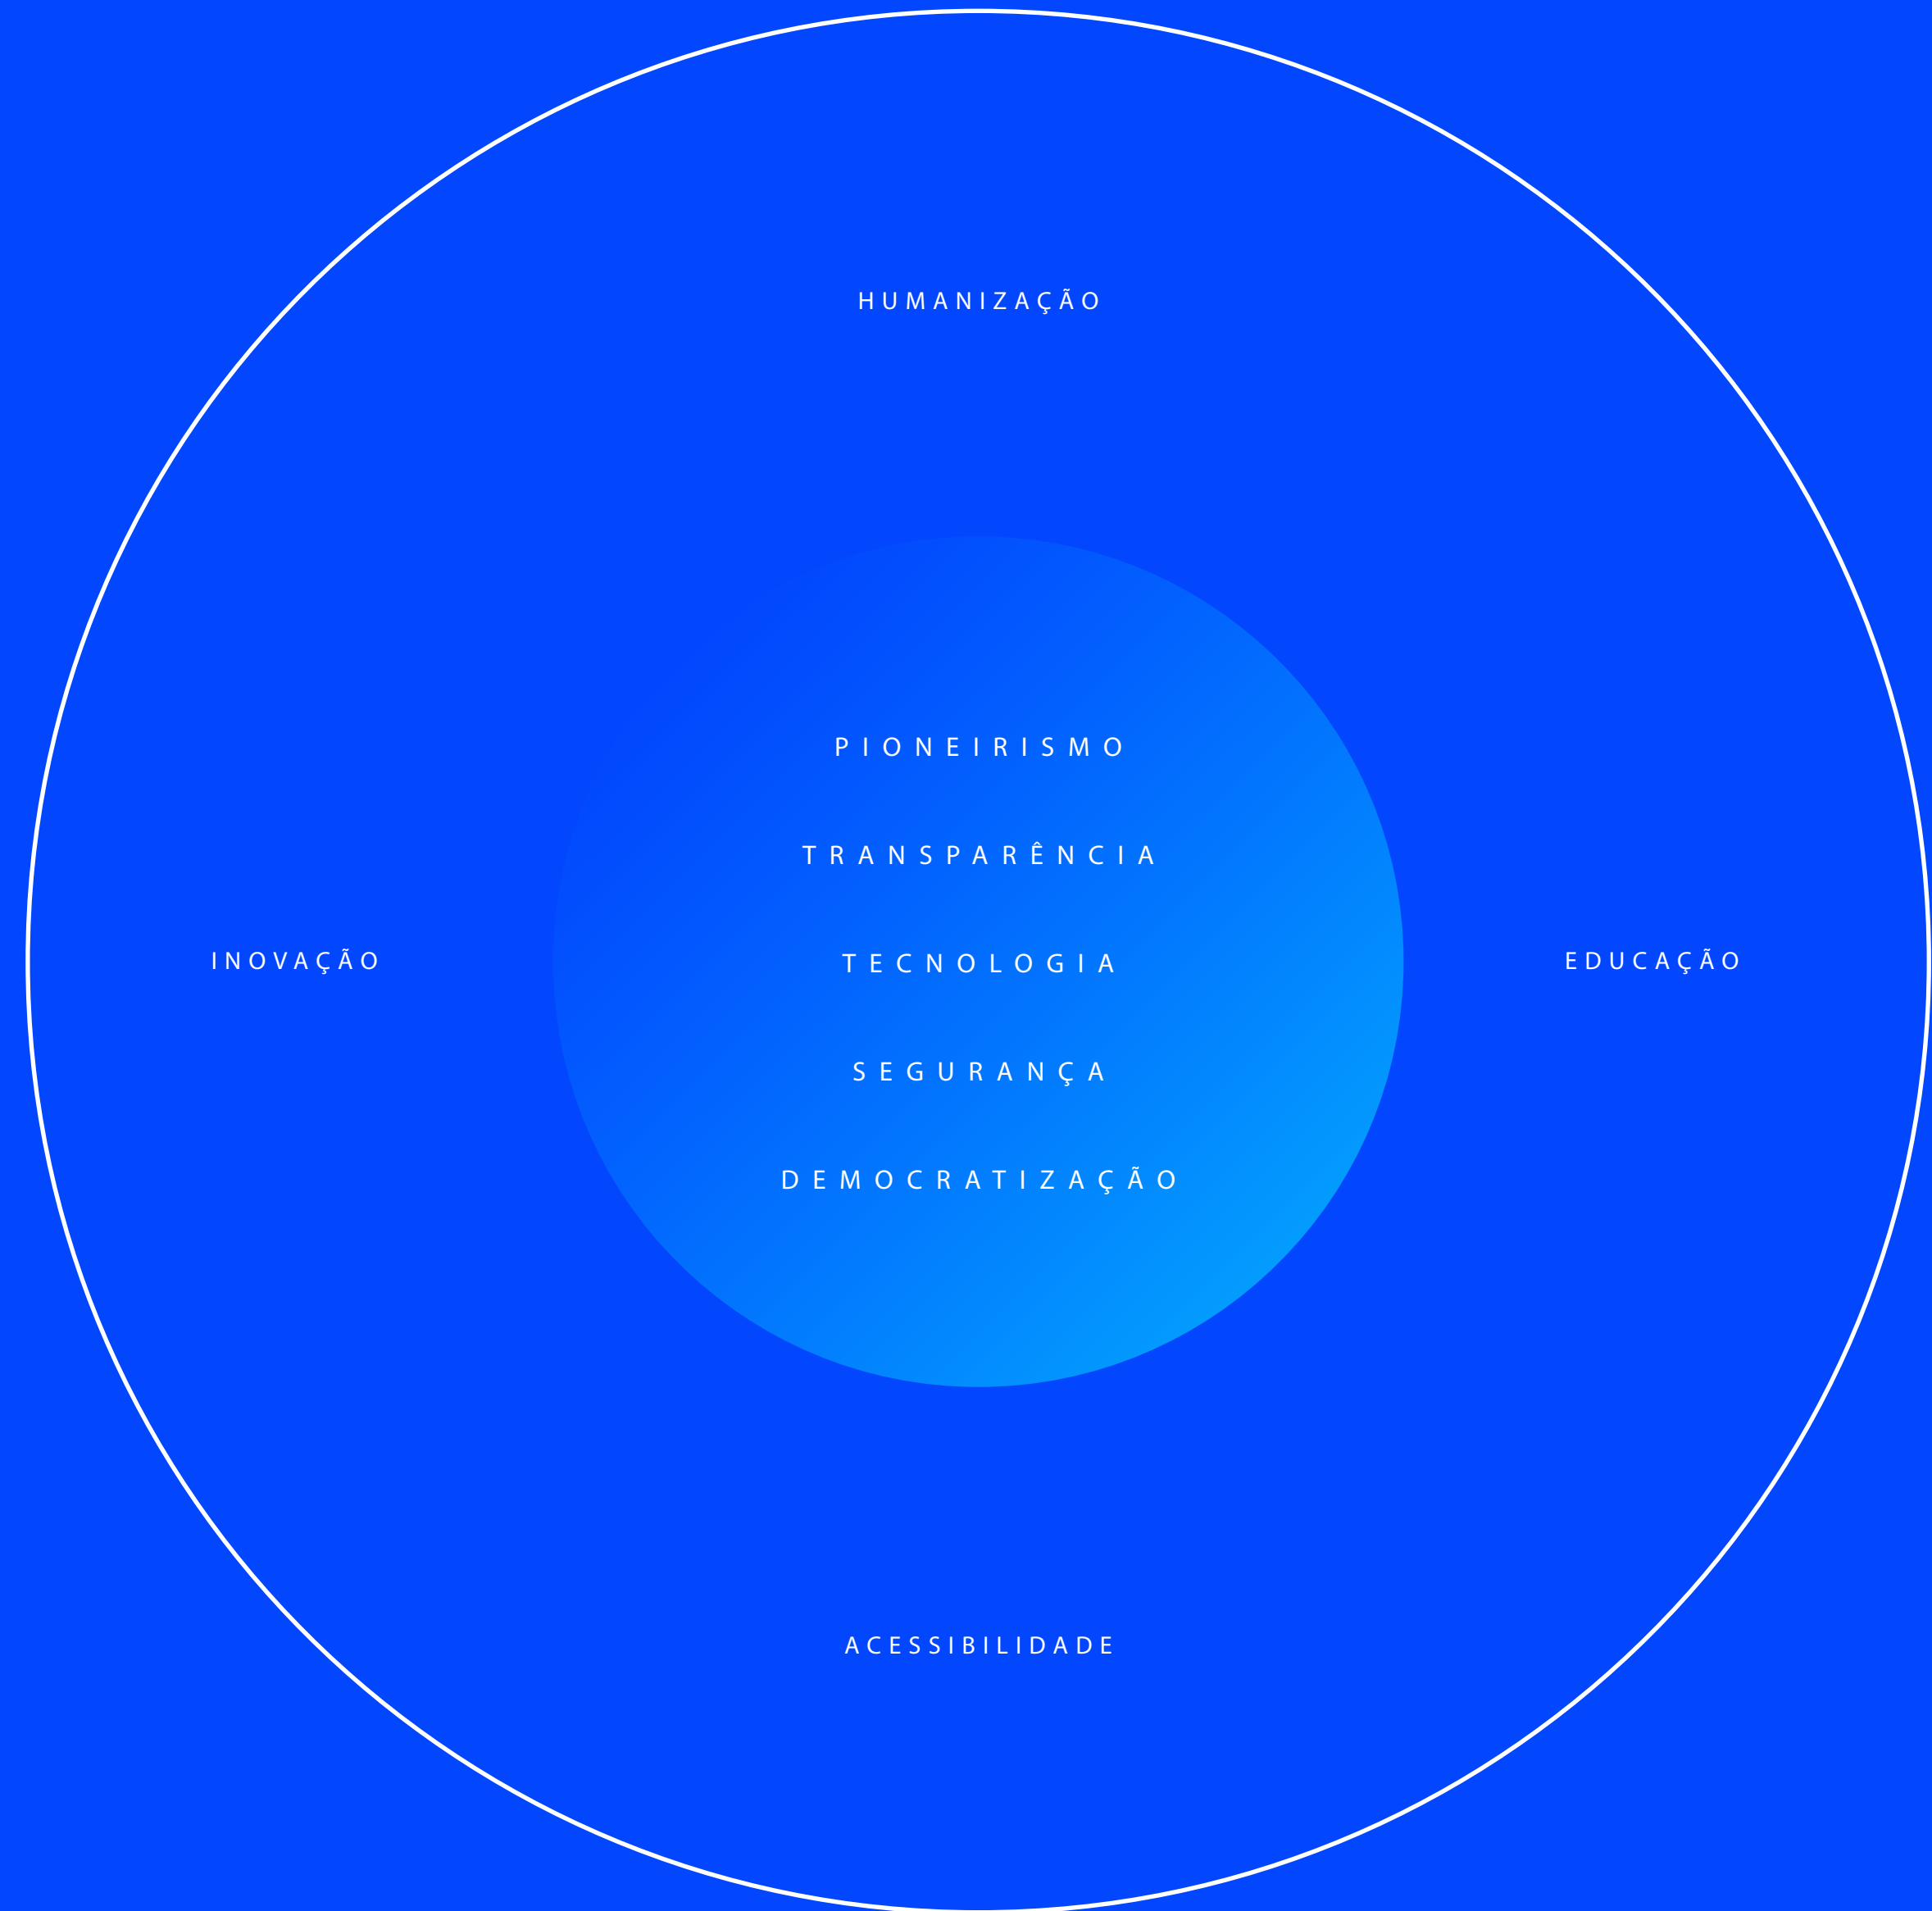 HUMANIZAÇÃO
PIONEIRISMO
TRANSPARÊNCIA
INOVAÇÃO
TECNOLOGIA
EDUCAÇÃO
SEGURANÇA
DEMOCRATIZAÇÃO
ACESSIBILIDADE